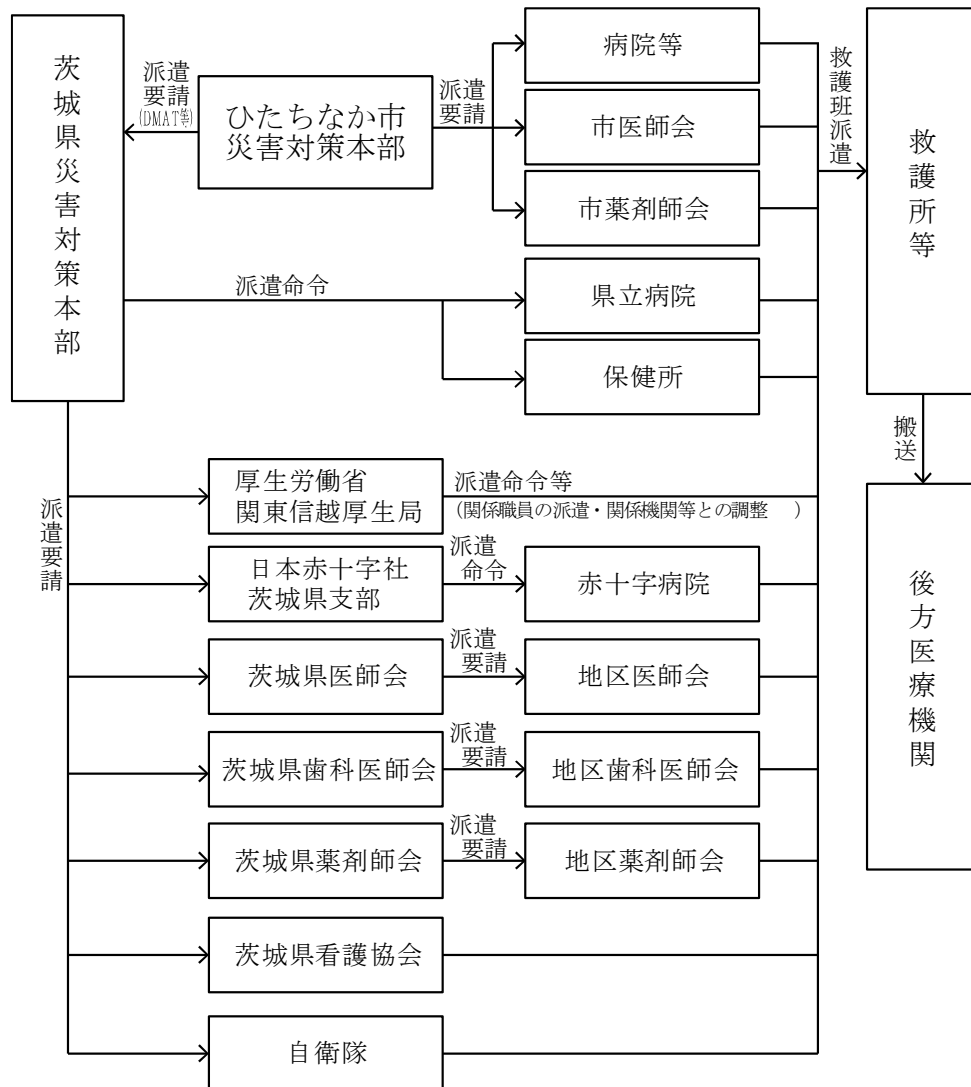 茨城県災害対策本部
派遣
要請
(DMAT等)
ひたちなか市
災害対策本部
派遣
要請
病院等
市医師会
市薬剤師会
救護班派遣
救護所等
派遣命令
県立病院
保健所
搬送
後方医療機関
派遣要請
厚生労働省
関東信越厚生局
派遣命令等
(関係職員の派遣・関係機関等との調整　)
日本赤十字社
茨城県支部
派遣
命令
赤十字病院
茨城県医師会
派遣
要請
地区医師会
茨城県歯科医師会
派遣
要請
地区歯科医師会
茨城県薬剤師会
派遣
要請
地区薬剤師会
茨城県看護協会
自衛隊